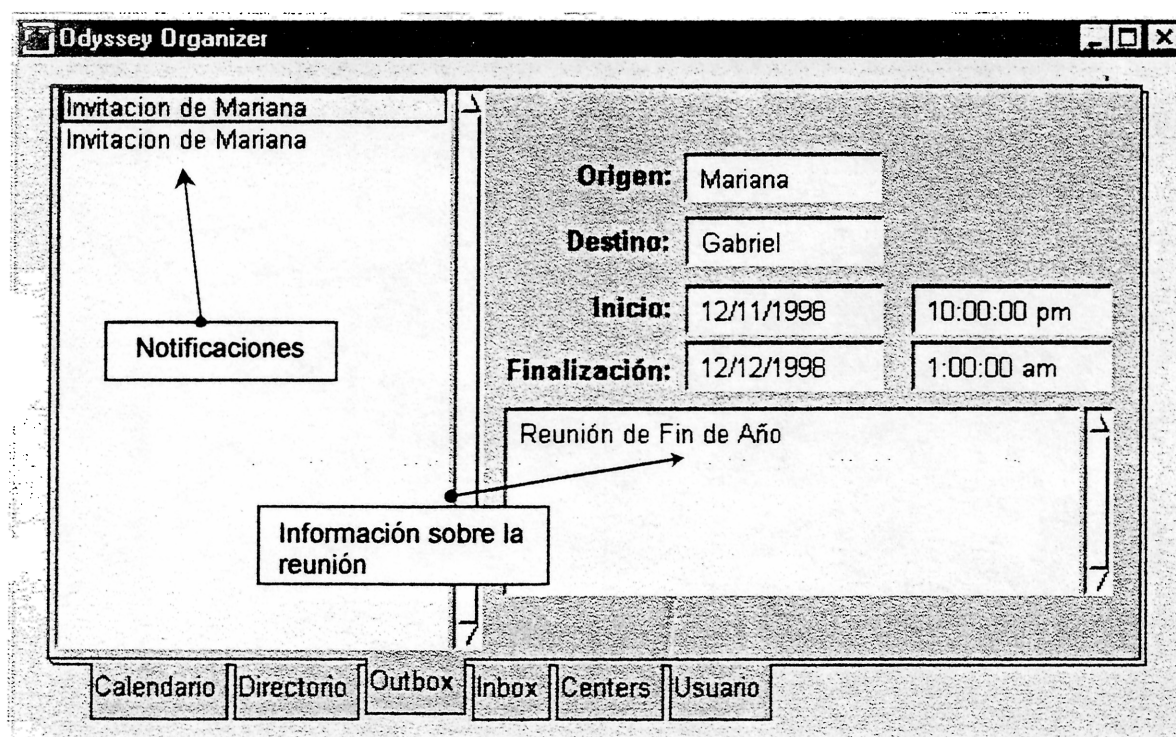 Odyssey Organizer
Invitacion de Mariana
Invitacion de Mariana
Notificaciones
Origen: Mariana
Destino: Gabriel
Inicio: 12/11/1998 10:00:00 pm
Finalización: 12/12/1998 1:00:00 am
Reunión de Fin de Año
Información sobre la
reunión
Calendario Directorio Outbox Inbox Centers Usuario